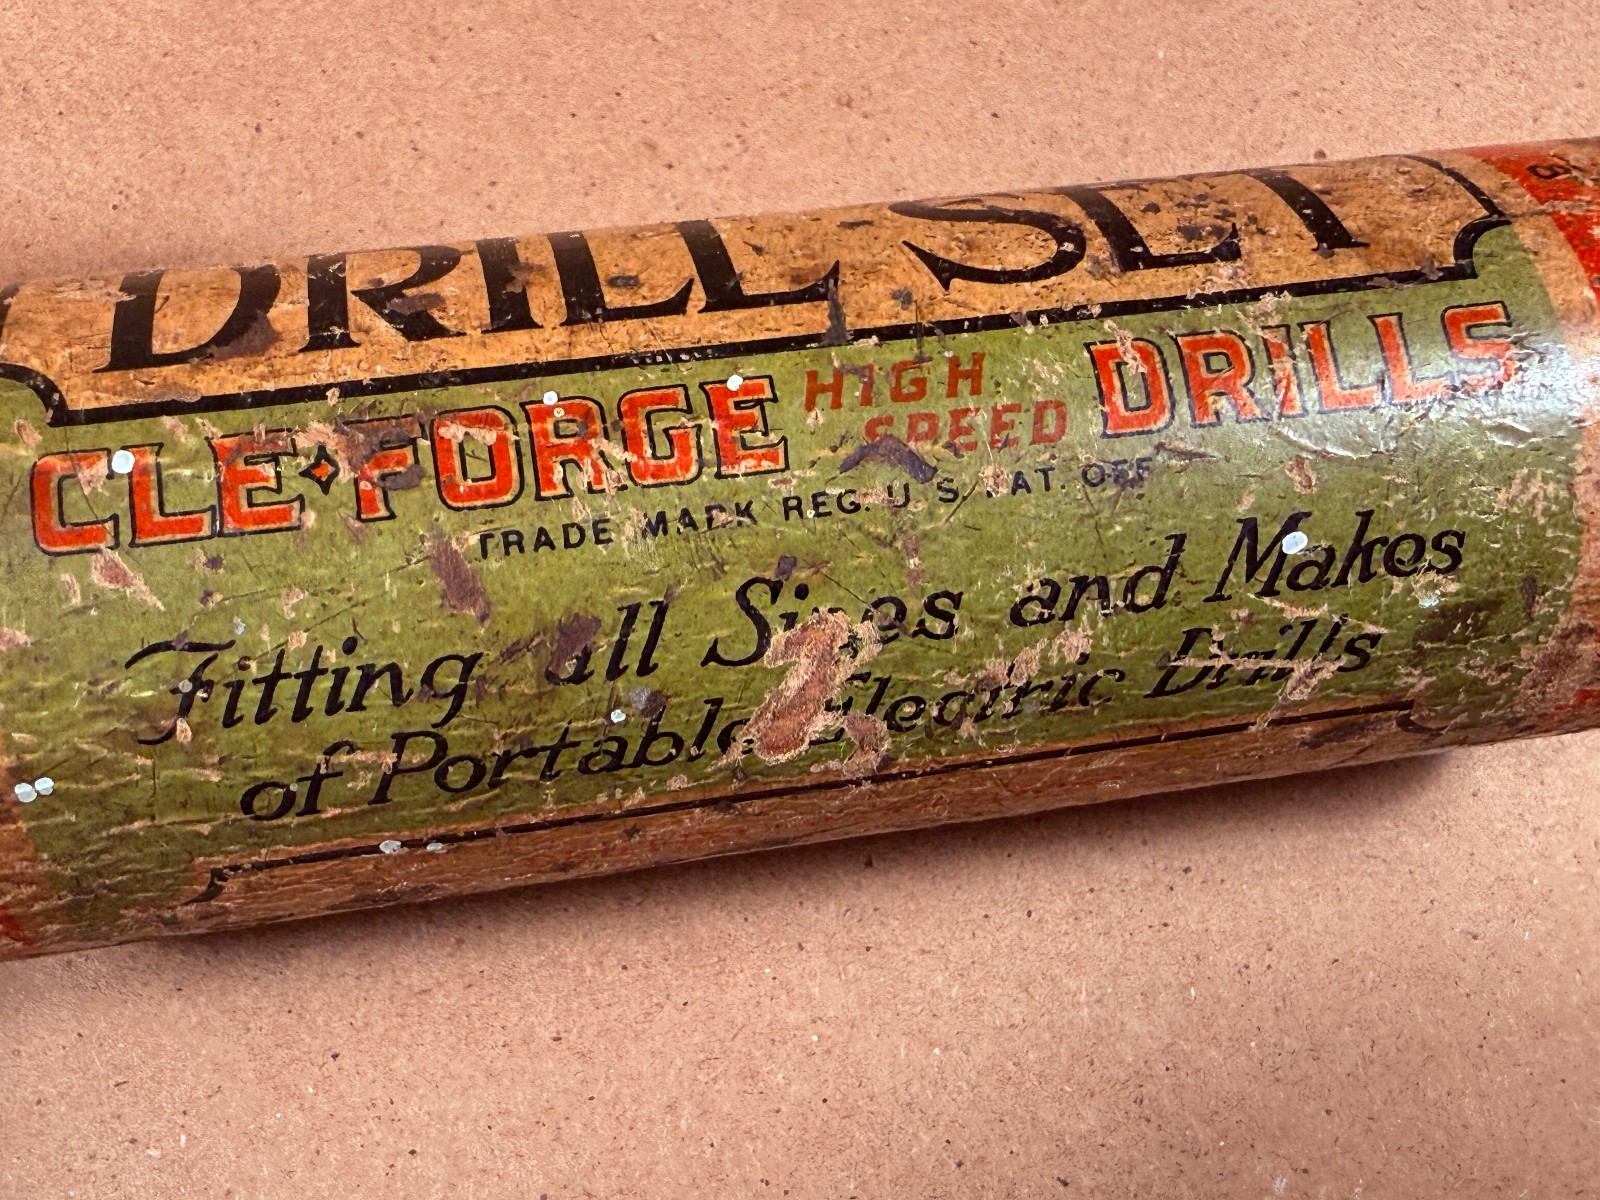 DRILL SET
CLE·FORGE HIGH SPEED DRILLS
TRADE MARK REG. U. S. PAT. OFF.
Fitting all Sizes and Makes
of Portable Electric Drills